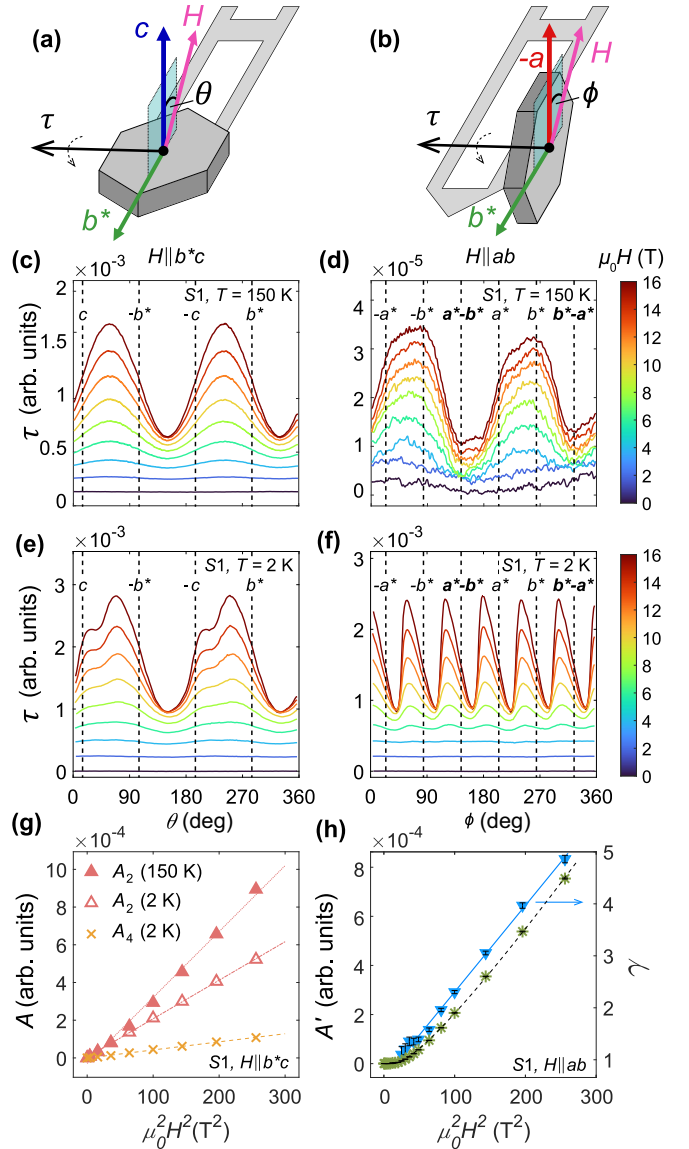 (a)
c
H
θ
τ
b*
(b)
-a
H
ϕ
τ
b*
(c)
×10⁻³
H||b*c
S1, T = 150 K
c
-b*
-c
b*
2
1.5
1
0.5
0
τ (arb. units)
(d)
×10⁻⁵
H||ab
S1, T = 150 K
-a*
-b*
a*-b*
a*
b*
b*-a*
4
3
2
1
0
τ (arb. units)
μ₀H (T)
16
14
12
10
8
6
4
2
0
(e)
×10⁻³
S1, T = 2 K
c
-b*
-c
b*
3
2
1
0
τ (arb. units)
0 90 180 270 360
θ (deg)
(f)
×10⁻³
S1, T = 2 K
-a*
-b*
a*-b*
a*
b*
b*-a*
3
2
1
0
0 90 180 270 360
ϕ (deg)
16
14
12
10
8
6
4
2
0
(g)
×10⁻⁴
A₂ (150 K)
A₂ (2 K)
A₄ (2 K)
10
8
6
4
2
0
A (arb. units)
S1, H||b*c
0 100 200 300
μ₀²H²(T²)
(h)
×10⁻⁴
8
6
4
2
0
A′ (arb. units)
5
4
3
2
1
γ
S1, H||ab
0 100 200 300
μ₀²H²(T²)